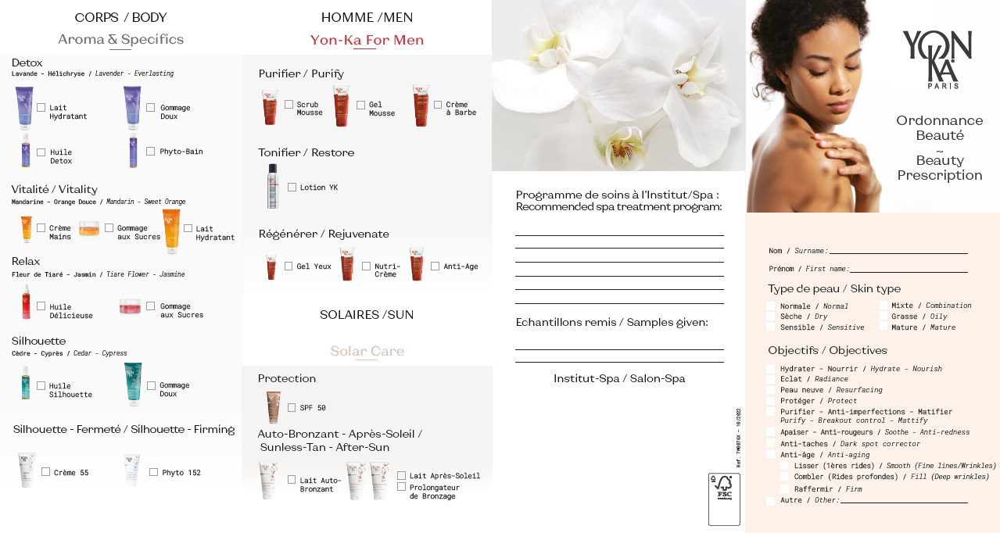 CORPS / BODY
Aroma & Specifics
Detox
Lavande - Hélichryse / Lavender - Everlasting
Lait
Hydratant
Gommage
Doux
Huile
Detox
Phyto-Bain
Vitalité / Vitality
Mandarine - Orange Douce / Mandarin - Sweet Orange
Crème
Mains
Gommage
aux Sucres
Lait
Hydratant
Relax
Fleur de Tiaré - Jasmin / Tiare Flower - Jasmine
Huile
Délicieuse
Gommage
aux Sucres
Silhouette
Cèdre - Cyprès / Cedar - Cypress
Huile
Silhouette
Gommage
Doux
Silhouette - Fermeté / Silhouette - Firming
Crème 55
Phyto 152
HOMME /MEN
Yon-Ka For Men
Purifier / Purify
Scrub
Mousse
Gel
Mousse
Crème
à Barbe
Tonifier / Restore
Lotion YK
Régénérer / Rejuvenate
Gel Yeux
Nutri-
Crème
Anti-Age
SOLAIRES /SUN
Solar Care
Protection
SPF 50
Auto-Bronzant - Après-Soleil /
Sunless-Tan - After-Sun
Lait Auto-
Bronzant
Lait Après-Soleil
Prolongateur
de Bronzage
Programme de soins à l'Institut/Spa :
Recommended spa treatment program:
Echantillons remis / Samples given:
Institut-Spa / Salon-Spa
Ref. 7M0076X - 10/2022
FSC
YON
KA
PARIS
Ordonnance
Beauté
~
Beauty
Prescription
Nom / Surname:
Prénom / First name:
Type de peau / Skin type
Normale / Normal
Mixte / Combination
Sèche / Dry
Grasse / Oily
Sensible / Sensitive
Mature / Mature
Objectifs / Objectives
Hydrater - Nourrir / Hydrate - Nourish
Eclat / Radiance
Peau neuve / Resurfacing
Protéger / Protect
Purifier - Anti-imperfections - Matifier
Purify - Breakout control - Mattify
Apaiser - Anti-rougeurs / Soothe - Anti-redness
Anti-taches / Dark spot corrector
Anti-âge / Anti-aging
Lisser (1ères rides) / Smooth (Fine lines/Wrinkles)
Combler (Rides profondes) / Fill (Deep wrinkles)
Raffermir / Firm
Autre / Other: